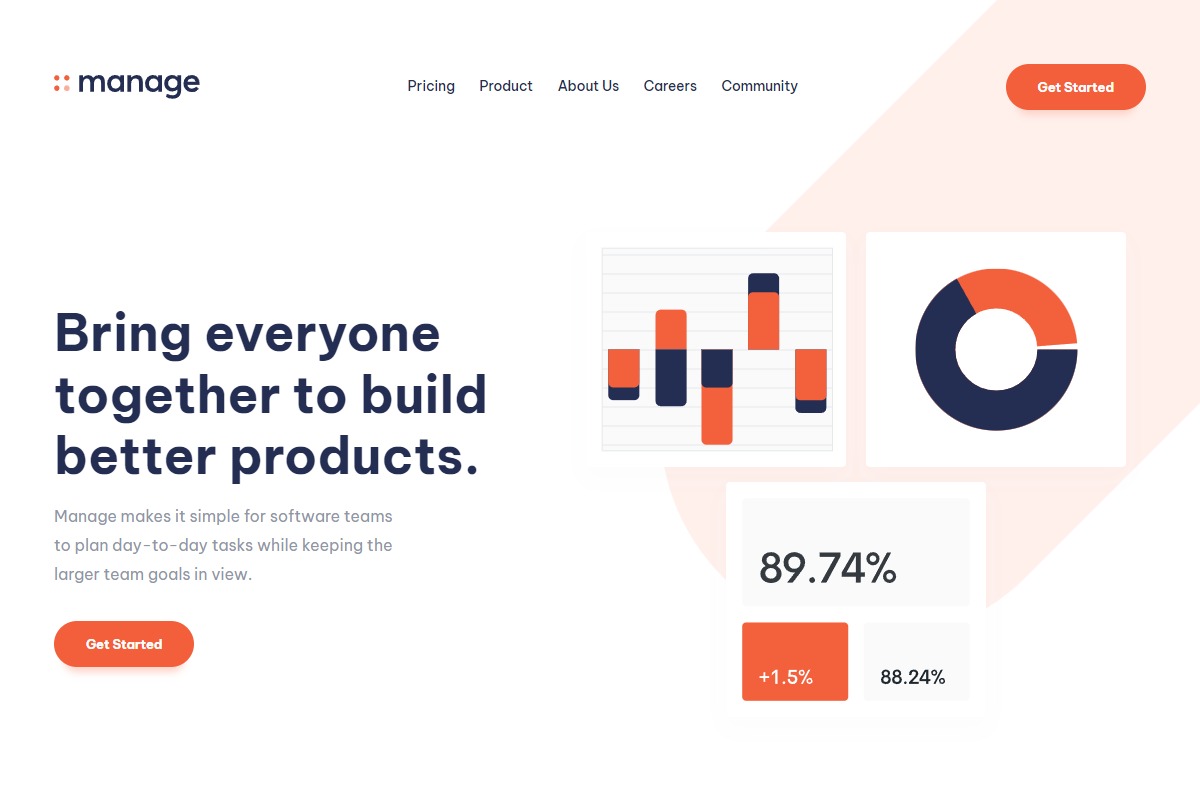 manage
Pricing
Product
About Us
Careers
Community
Get Started
Bring everyone
together to build
better products.
Manage makes it simple for software teams
to plan day-to-day tasks while keeping the
larger team goals in view.
Get Started
89.74%
+1.5%
88.24%